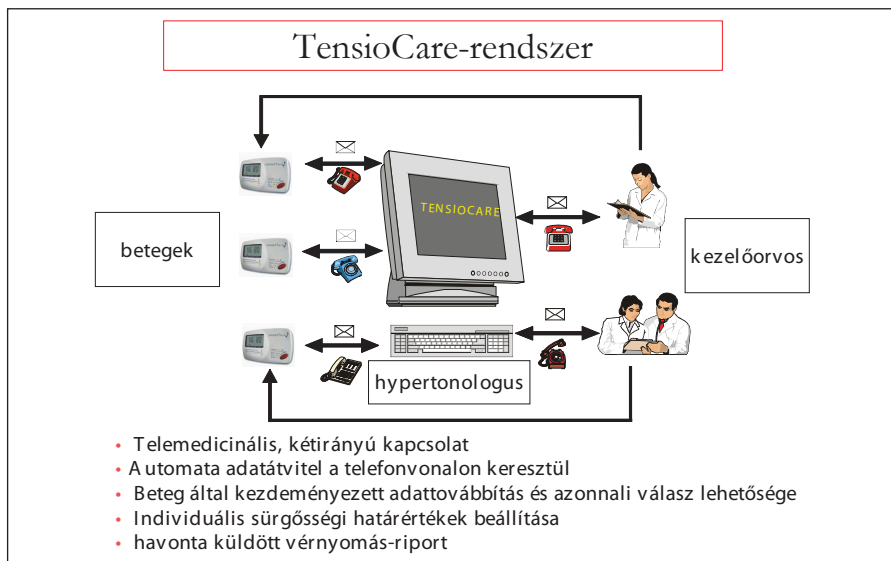 TensioCare-rendszer
TENSIOCARE
betegek
kezelőorvos
hypertonologus
• Telemedicinális, kétirányú kapcsolat
• Automata adatátvitel a telefonvonalon keresztül
• Beteg által kezdeményezett adattovábbítás és azonnali válasz lehetősége
• Individuális sürgősségi határértékek beállítása
• havonta küldött vérnyomás-riport